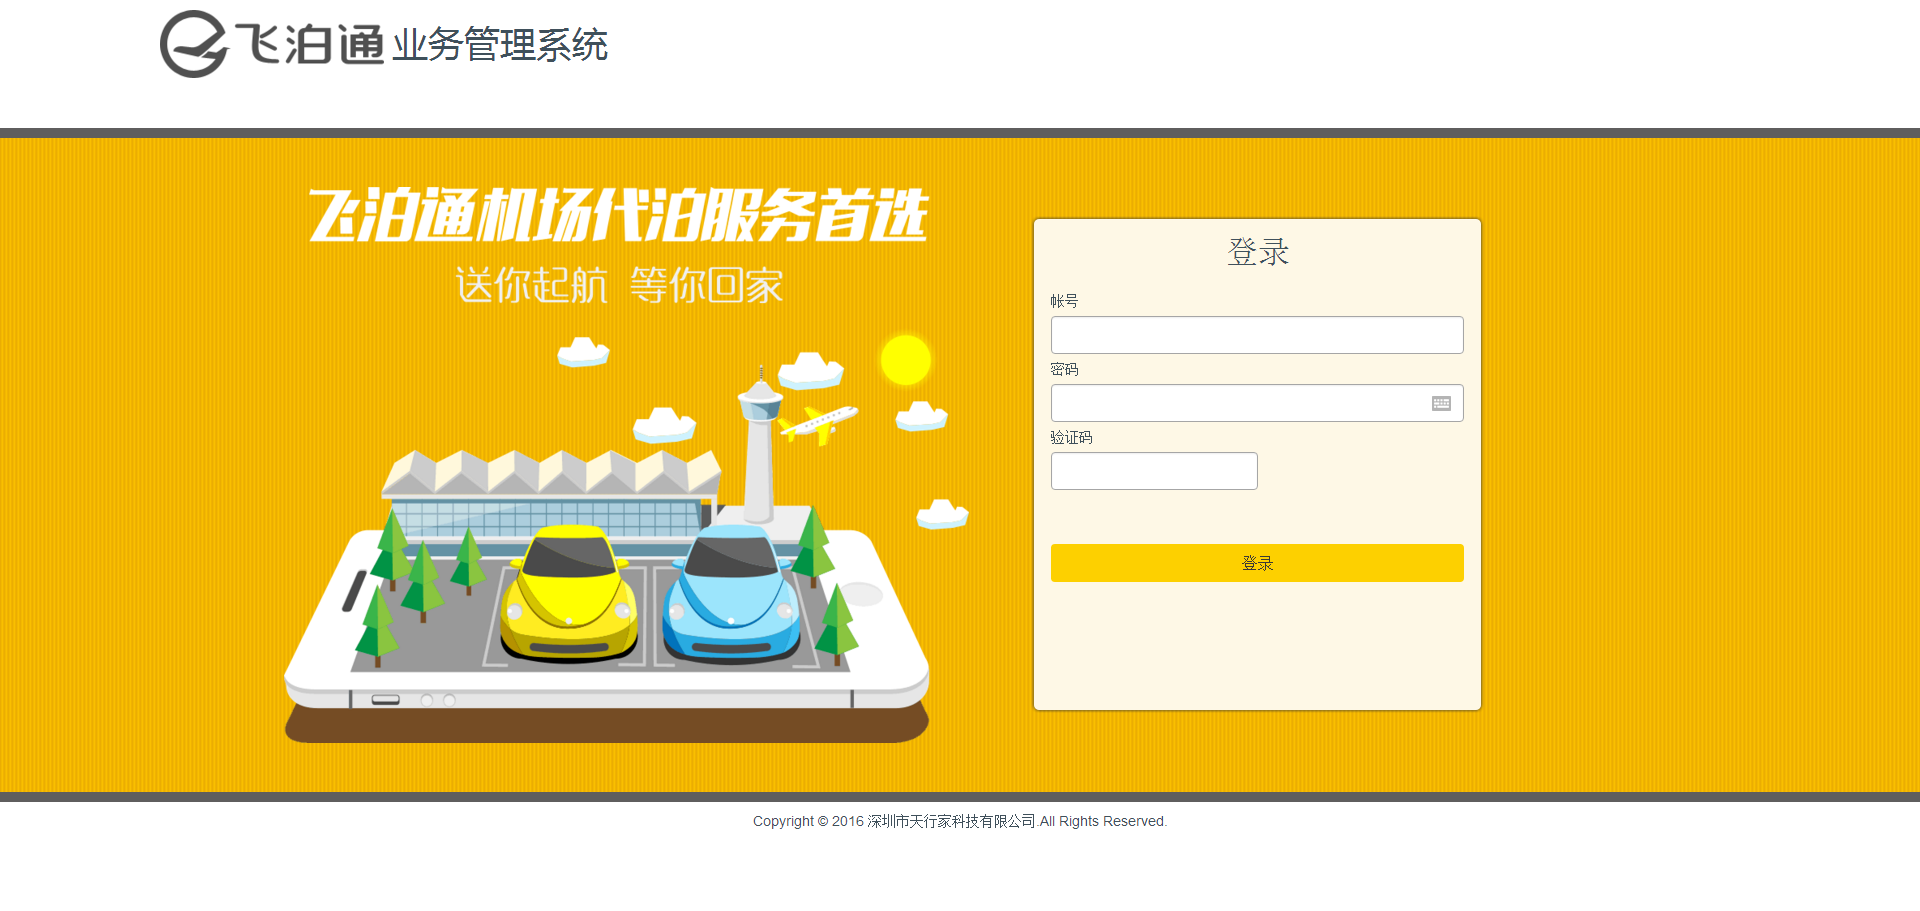 飞泊通 业务管理系统
飞泊通机场代泊服务首选
送你起航 等你回家
登录
帐号
密码
验证码
登录
Copyright © 2016 深圳市天行家科技有限公司.All Rights Reserved.